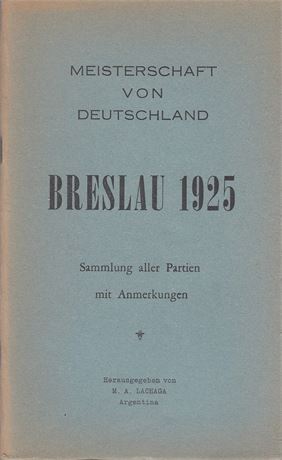 MEISTERSCHAFT
VON
DEUTSCHLAND
BRESLAU 1925
Sammlung aller Partien
mit Anmerkungen
Herausgegeben von
M. A. LACHAGA
Argentina